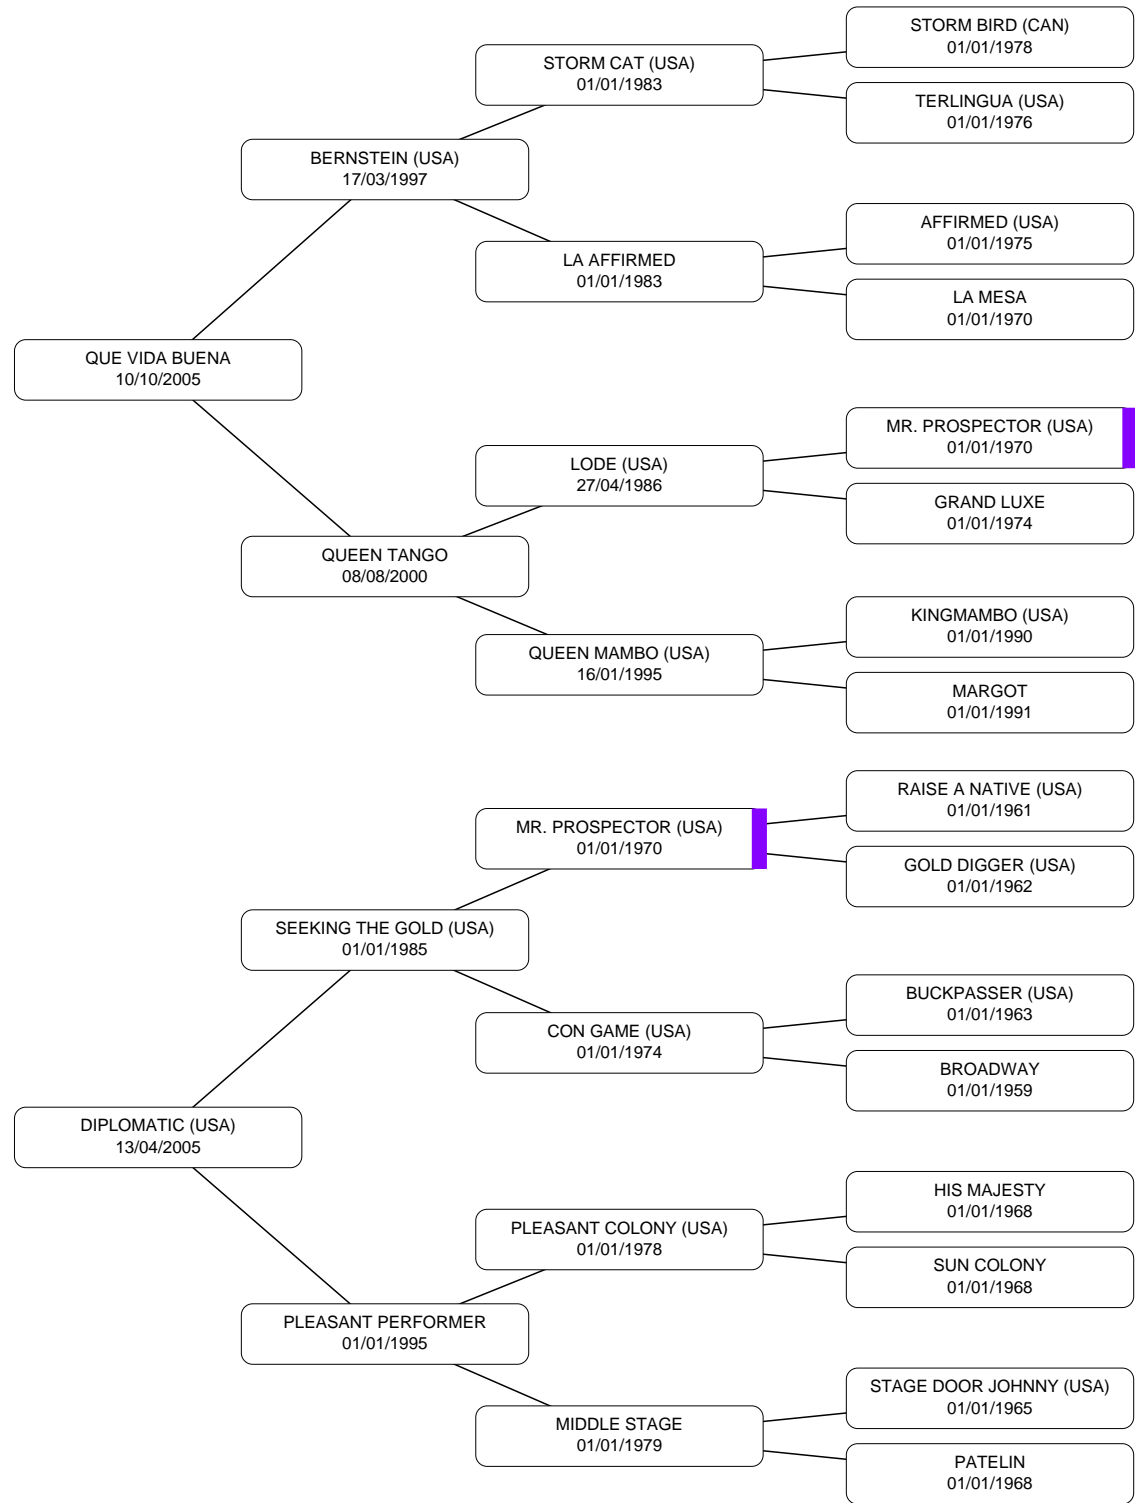 STORM BIRD (CAN)
01/01/1978
STORM CAT (USA)
01/01/1983
TERLINGUA (USA)
01/01/1976
BERNSTEIN (USA)
17/03/1997
AFFIRMED (USA)
01/01/1975
LA AFFIRMED
01/01/1983
LA MESA
01/01/1970
QUE VIDA BUENA
10/10/2005
MR. PROSPECTOR (USA)
01/01/1970
LODE (USA)
27/04/1986
GRAND LUXE
01/01/1974
QUEEN TANGO
08/08/2000
KINGMAMBO (USA)
01/01/1990
QUEEN MAMBO (USA)
16/01/1995
MARGOT
01/01/1991
RAISE A NATIVE (USA)
01/01/1961
MR. PROSPECTOR (USA)
01/01/1970
GOLD DIGGER (USA)
01/01/1962
SEEKING THE GOLD (USA)
01/01/1985
BUCKPASSER (USA)
01/01/1963
CON GAME (USA)
01/01/1974
BROADWAY
01/01/1959
DIPLOMATIC (USA)
13/04/2005
HIS MAJESTY
01/01/1968
PLEASANT COLONY (USA)
01/01/1978
SUN COLONY
01/01/1968
PLEASANT PERFORMER
01/01/1995
STAGE DOOR JOHNNY (USA)
01/01/1965
MIDDLE STAGE
01/01/1979
PATELIN
01/01/1968